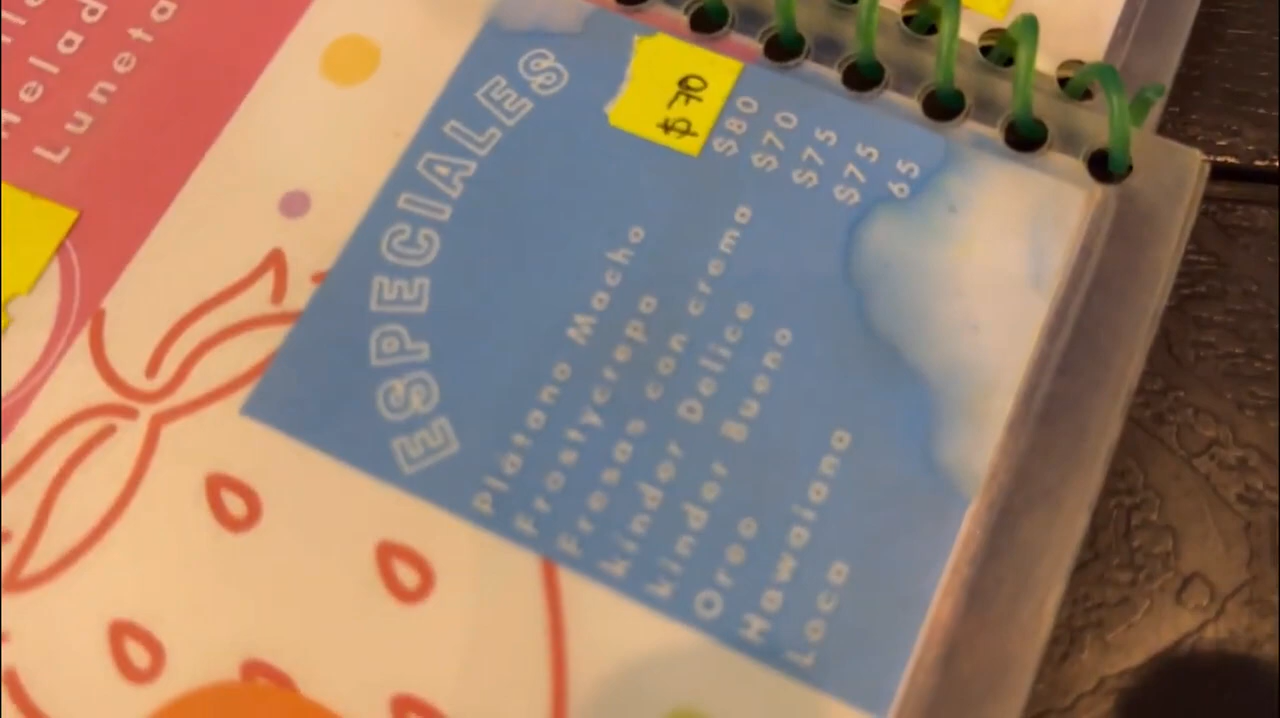 Helad
Luneta
ESPECIALES
Platano Macho $70
Frostycrepa $80
Fresas con crema $70
kinder Delice $75
kinder Bueno $75
Oreo 65
Hawaiana
Loca